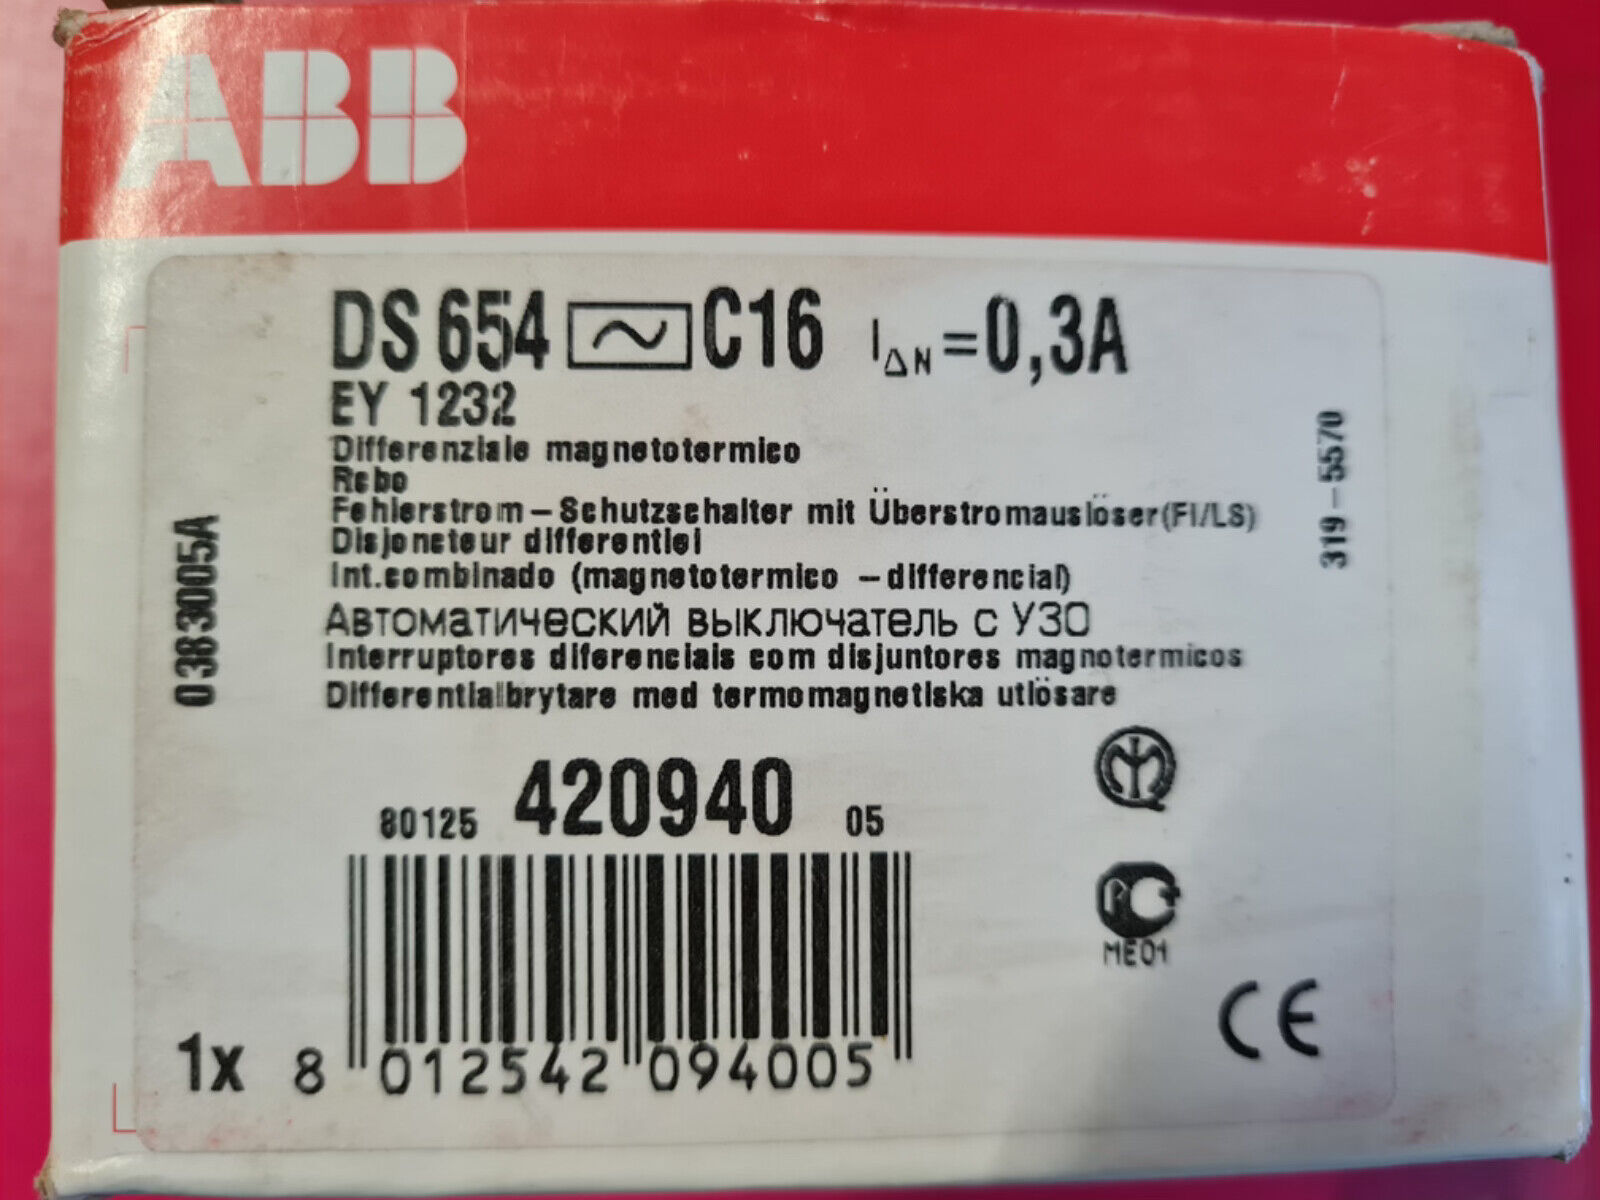 ABB
DS 654 C16 I ΔN =0,3A
EY 1232
Differenziale magnetotermico
Rcbo
Fehlerstrom-Schutzschalter mit Überstromauslöser(FI/LS)
Disjoncteur differentiel
Int.combinado (magnetotermico -differencial)
Автоматический выключатель с УЗО
Interruptores diferenciais com disjuntores magnotermicos
Differentialbrytare med termomagnetiska utlösare
0383005A
319-5570
80125 420940 05
PC
ME01
CE
1x 8 012542 094005